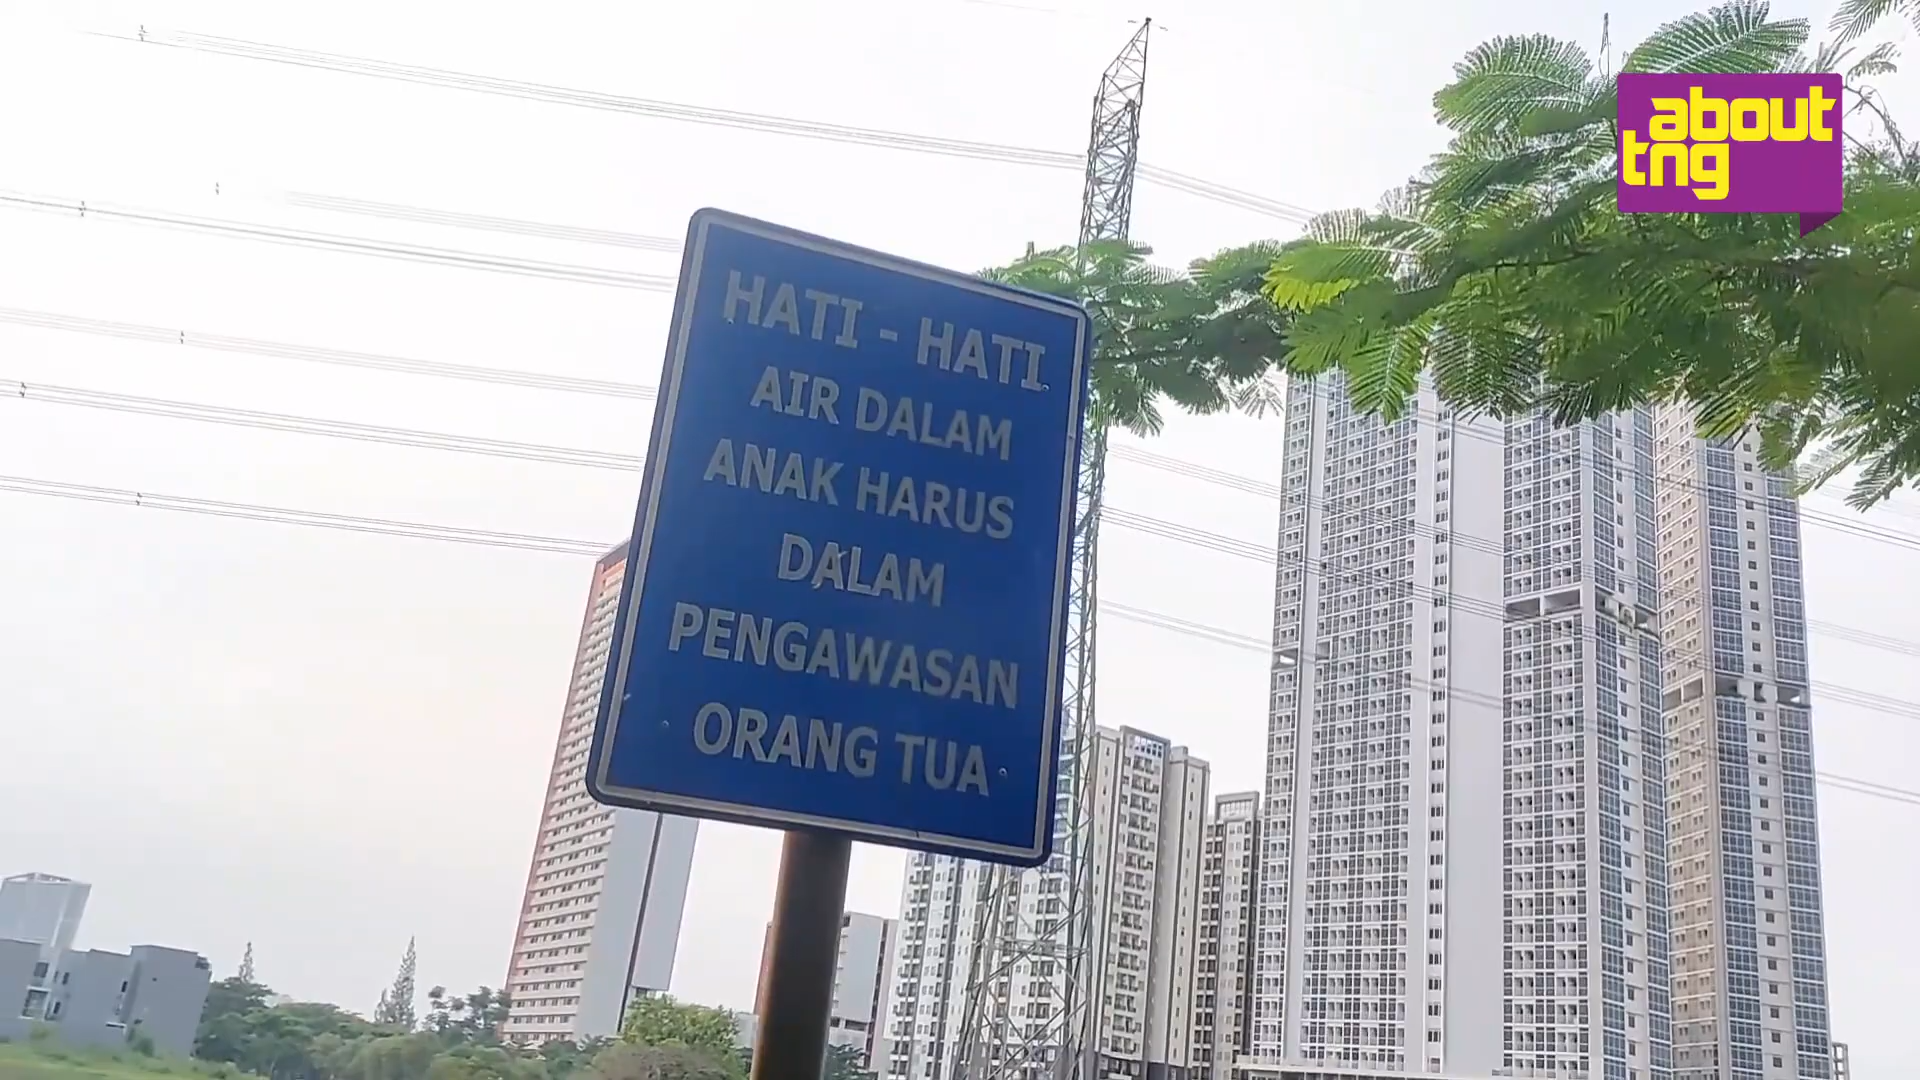 HATI - HATI
AIR DALAM
ANAK HARUS
DALAM
PENGAWASAN
ORANG TUA
about
tng